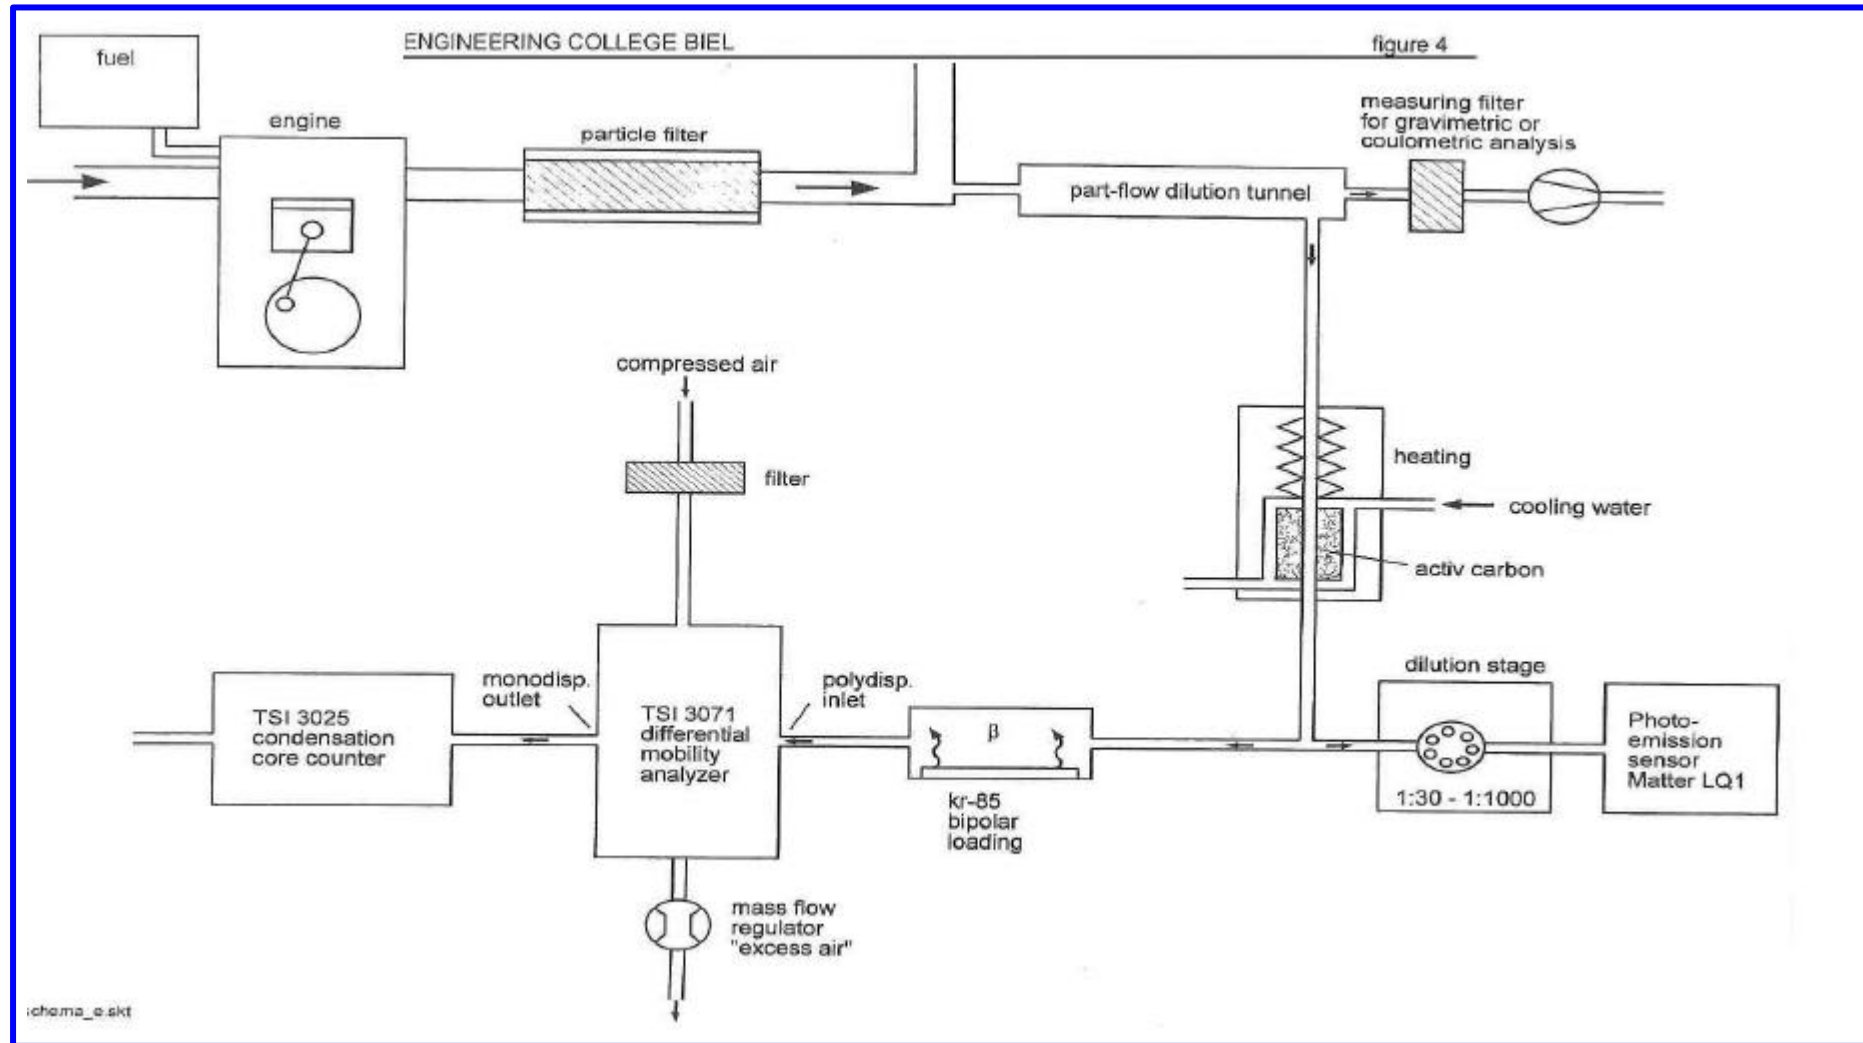 ENGINEERING COLLEGE BIEL
figure 4
fuel
engine
particle filter
measuring filter
for gravimetric or
coulometric analysis
part-flow dilution tunnel
compressed air
filter
heating
cooling water
activ carbon
monodisp.
outlet
polydisp.
inlet
dilution stage
TSI 3025
condensation
core counter
TSI 3071
differential
mobility
analyzer
β
kr-85
bipolar
loading
1:30 - 1:1000
Photo-
emission
sensor
Matter LQ1
mass flow
regulator
"excess air"
schema_e.skt